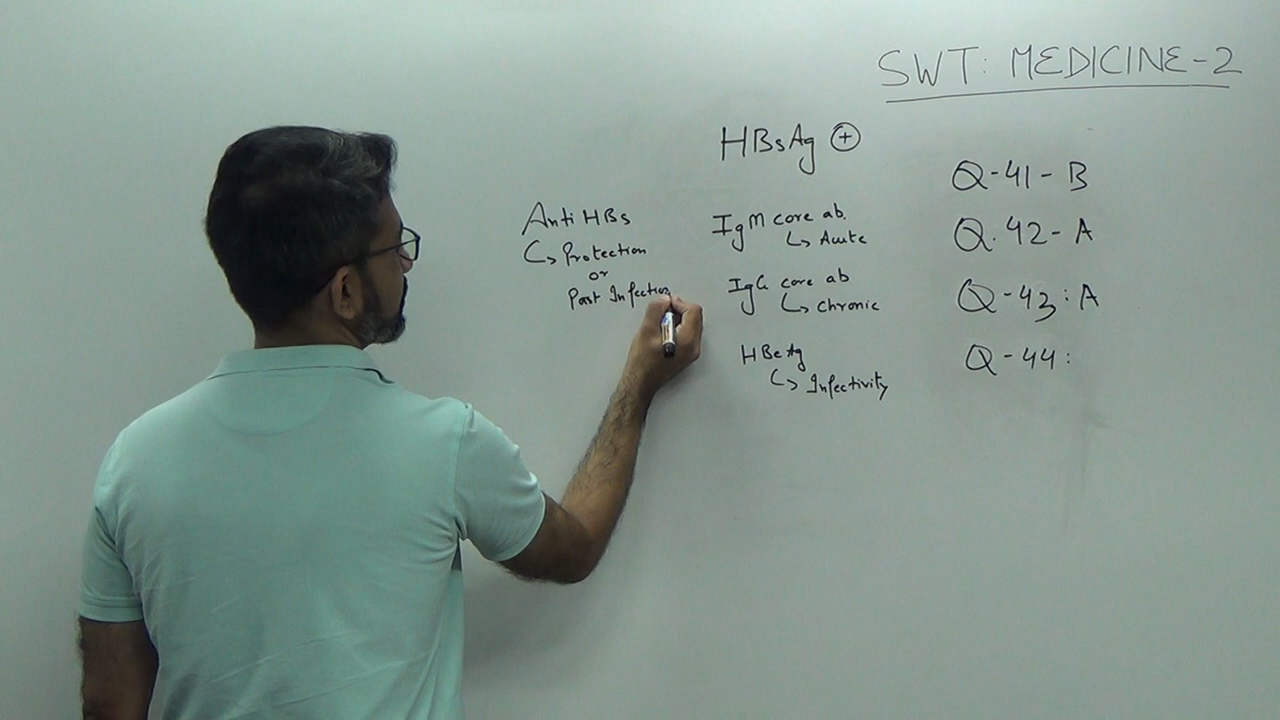 SWT: MEDICINE-2
HBsAg +
Anti HBs
↳ Protection
or
Past Infection
IgM core ab.
↳ Acute
IgG core ab
↳ chronic
HBeAg
↳ Infectivity
Q-41-B
Q.42-A
Q-43:A
Q-44: